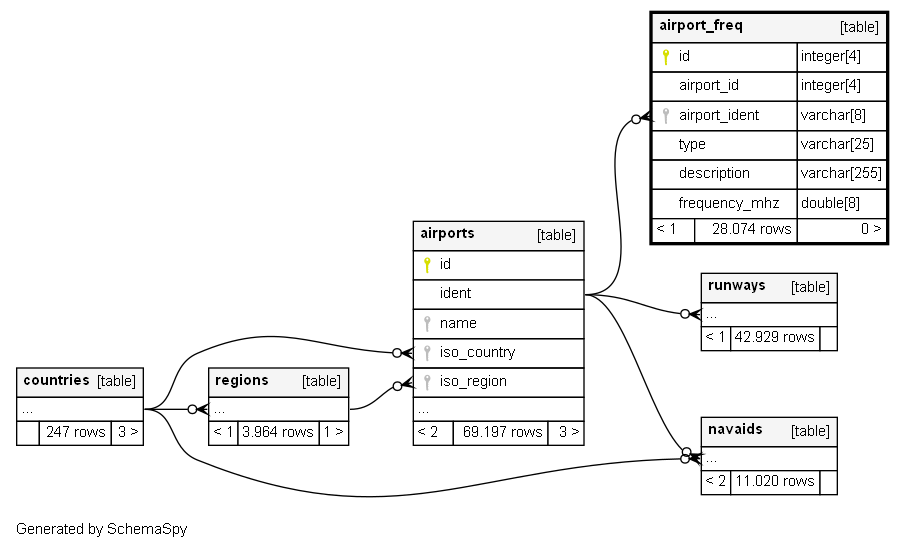 airport_freq [table]
id integer[4]
airport_id integer[4]
airport_ident varchar[8]
type varchar[25]
description varchar[255]
frequency_mhz double[8]
< 1 28.074 rows 0 >
airports [table]
id
ident
name
iso_country
iso_region
...
< 2 69.197 rows 3 >
runways [table]
...
< 1 42.929 rows
countries [table]
...
247 rows 3 >
regions [table]
...
< 1 3.964 rows 1 >
navaids [table]
...
< 2 11.020 rows
Generated by SchemaSpy